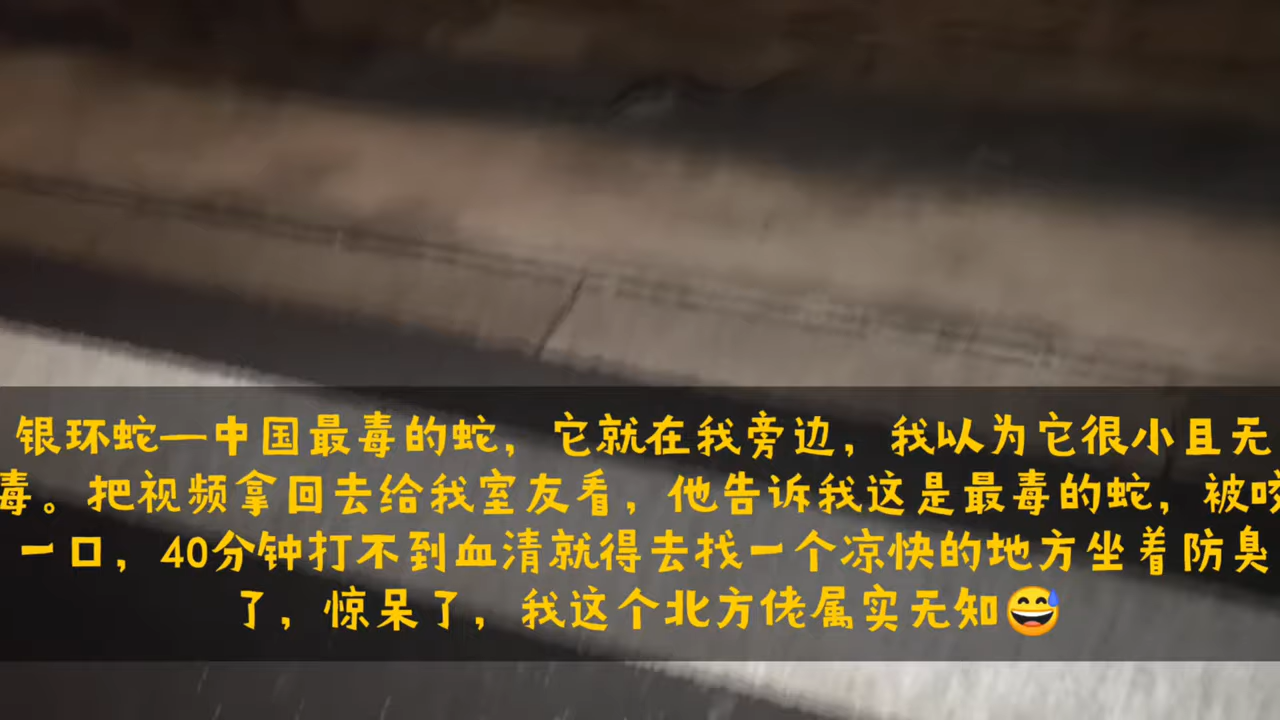 银环蛇—中国最毒的蛇，它就在我旁边，我以为它很小且无
毒。把视频拿回去给我室友看，他告诉我这是最毒的蛇，被咬
一口，40分钟打不到血清就得去找一个凉快的地方坐着防臭
了，惊呆了，我这个北方佬属实无知😅